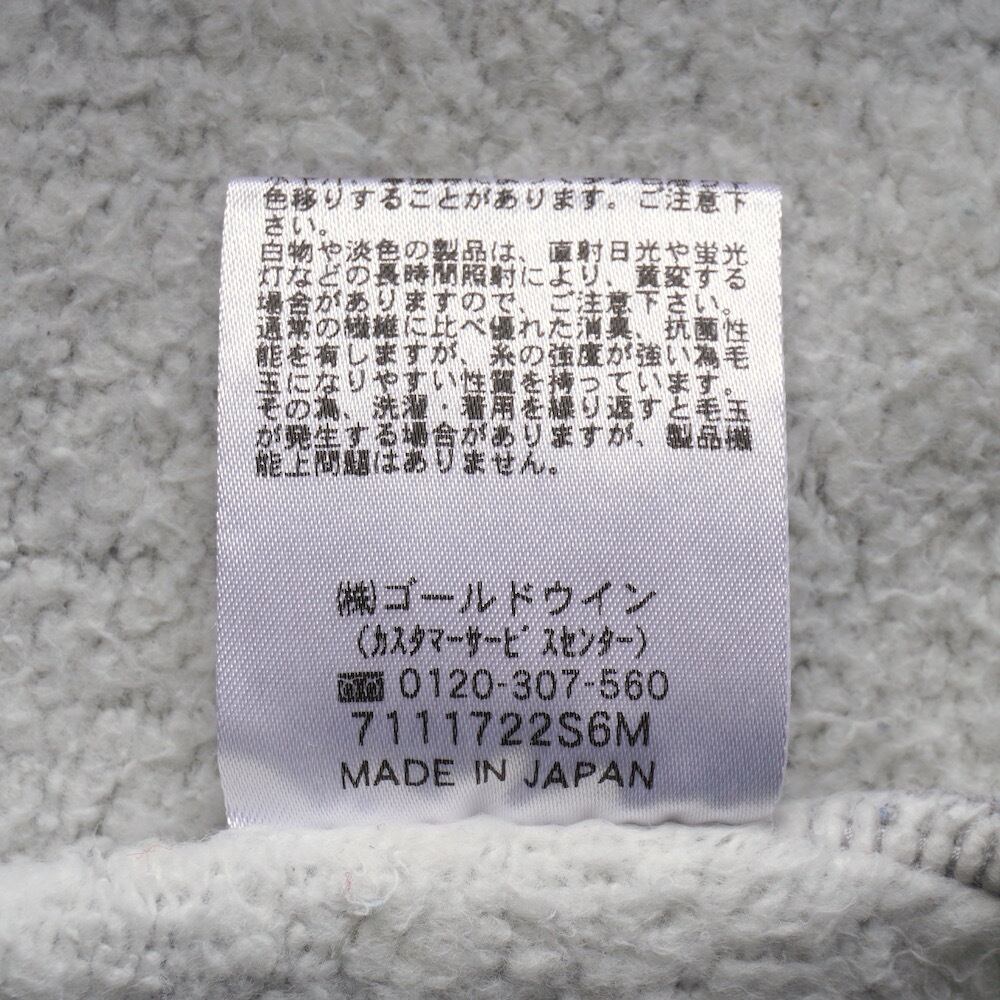 色移りすることがあります。ご注意下
さい。
白物や淡色の製品は、直射日光や蛍光
灯などの長時間照射により、黄変する
場合がありますので、ご注意下さい。
通常の繊維に比べ、優れた消臭、抗菌性
能を有しますが、糸の強度が強い為毛
玉になりやすい性質を持っています。
その為、洗濯・着用を繰り返すと毛玉
が発生する場合がありますが、製品機
能上問題はありません。
㈱ゴールドウイン
(カスタマーサービスセンター)
0120-307-560
7111722S6M
MADE IN JAPAN